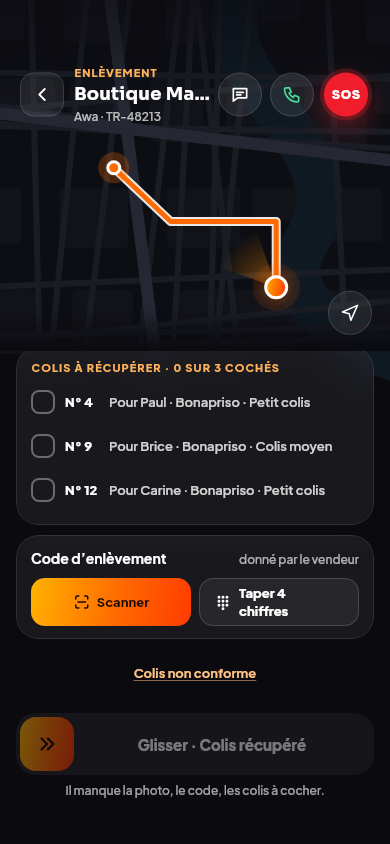 ENLÈVEMENT
Boutique Ma...
Awa · TR-48213
SOS
COLIS À RÉCUPÉRER · 0 SUR 3 COCHÉS
N° 4 Pour Paul · Bonapriso · Petit colis
N° 9 Pour Brice · Bonapriso · Colis moyen
N° 12 Pour Carine · Bonapriso · Petit colis
Code d’enlèvement donné par le vendeur
Scanner
Taper 4
chiffres
Colis non conforme
Glisser · Colis récupéré
Il manque la photo, le code, les colis à cocher.